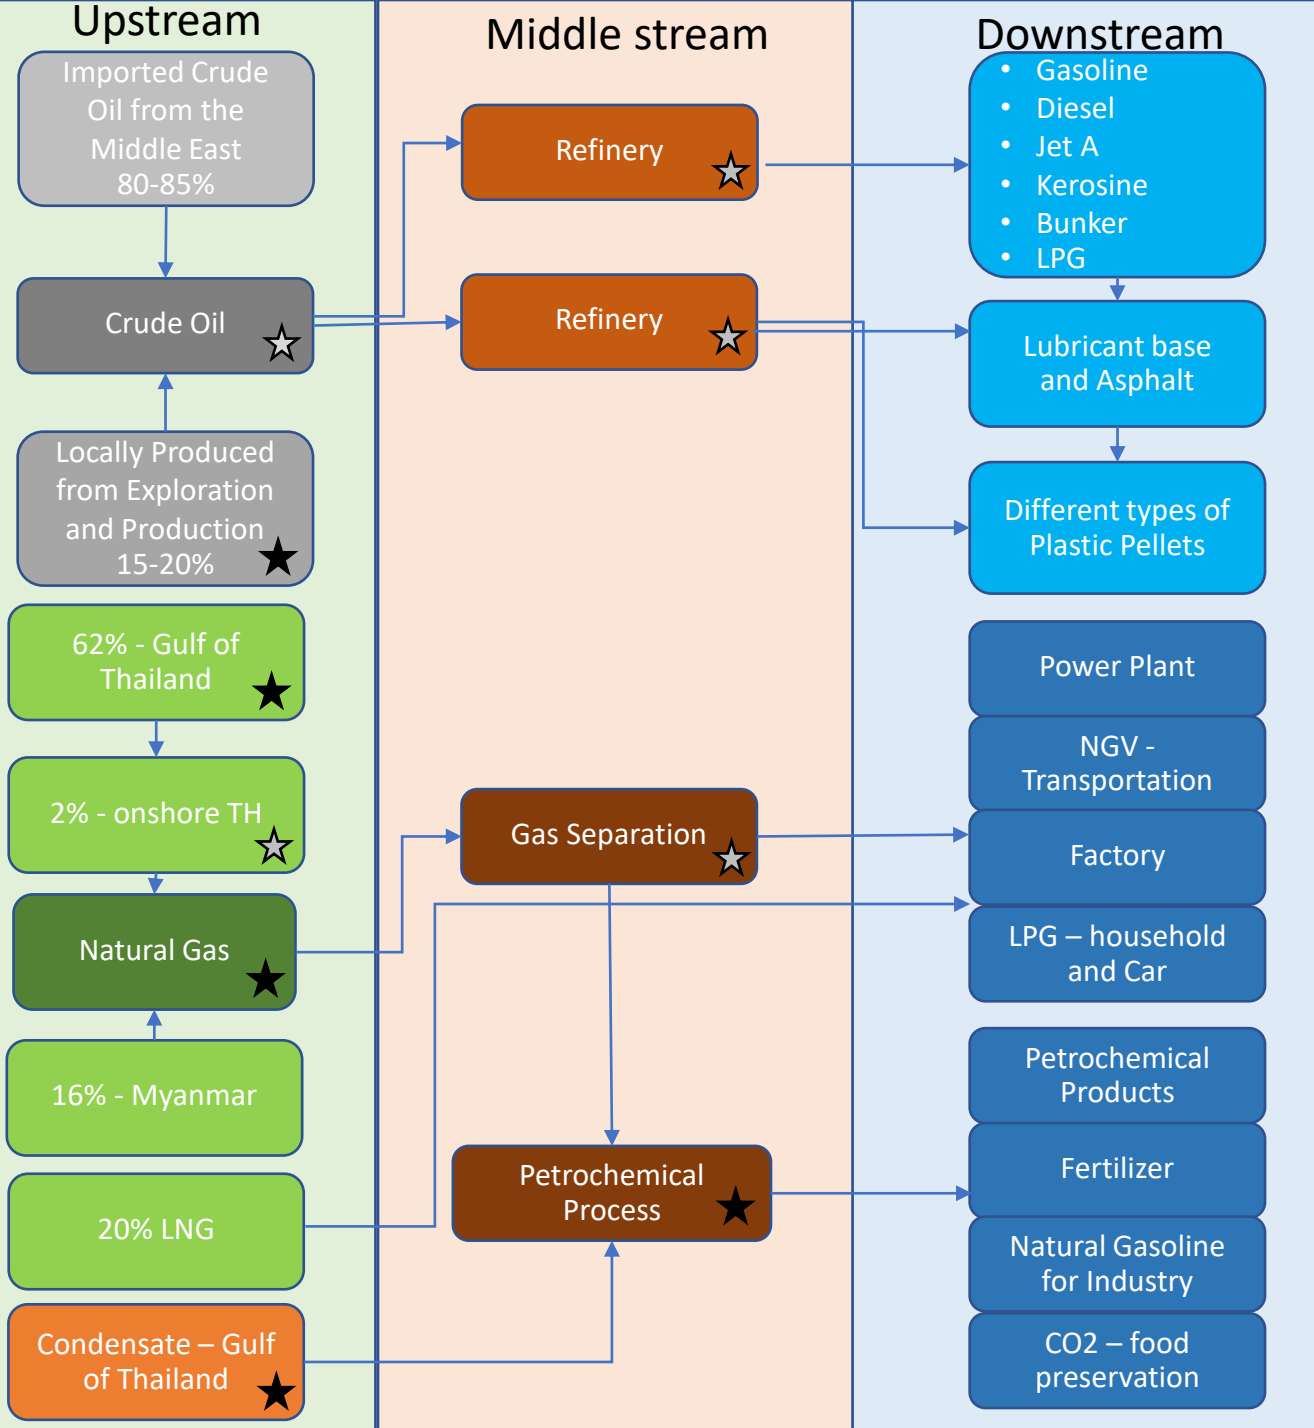 Upstream
Imported Crude
Oil from the
Middle East
80-85%
Crude Oil
Locally Produced
from Exploration
and Production
15-20%
62% - Gulf of
Thailand
2% - onshore TH
Natural Gas
16% - Myanmar
20% LNG
Condensate – Gulf
of Thailand
Middle stream
Refinery
Refinery
Gas Separation
Petrochemical
Process
Downstream
• Gasoline
• Diesel
• Jet A
• Kerosine
• Bunker
• LPG
Lubricant base
and Asphalt
Different types of
Plastic Pellets
Power Plant
NGV -
Transportation
Factory
LPG – household
and Car
Petrochemical
Products
Fertilizer
Natural Gasoline
for Industry
CO2 – food
preservation